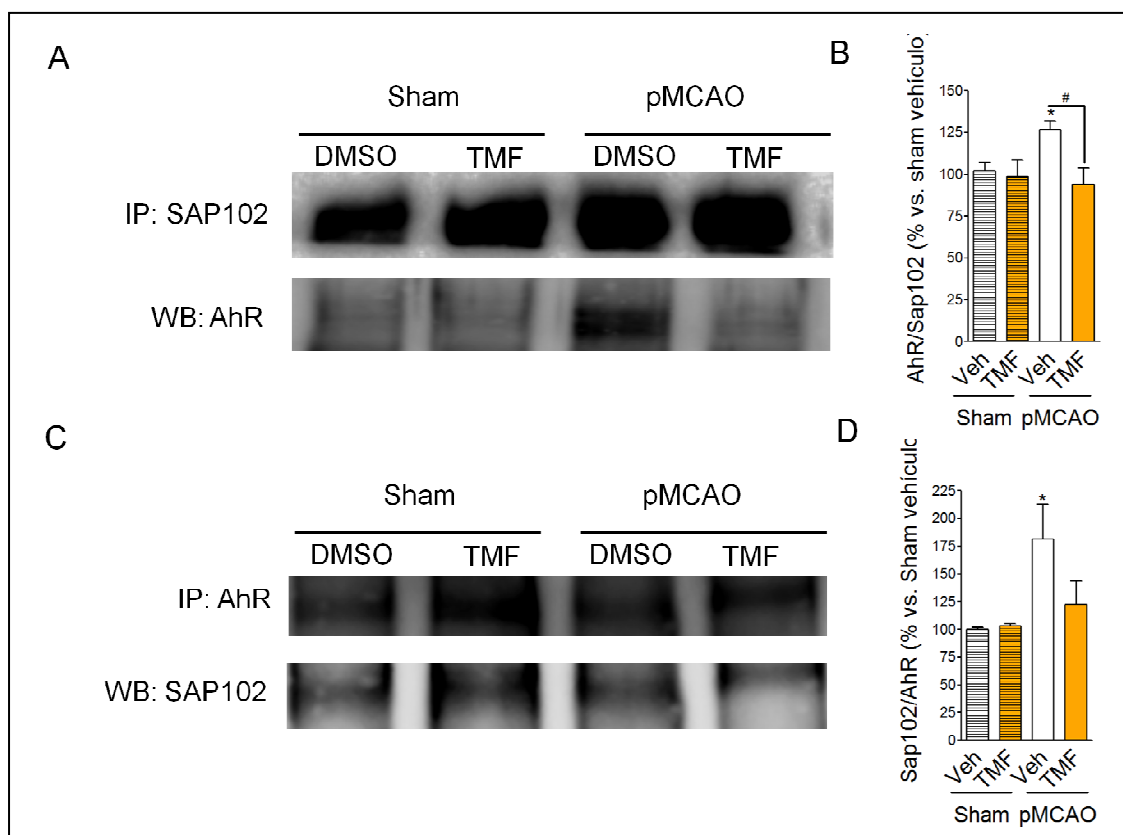 A
Sham pMCAO
DMSO TMF DMSO TMF
IP: SAP102
WB: AhR
B
AhR/Sap102 (% vs. sham vehículo)
150
125
100
75
50
25
0
* #
Veh TMF Veh TMF
Sham pMCAO
C
Sham pMCAO
DMSO TMF DMSO TMF
IP: AhR
WB: SAP102
D
Sap102/AhR (% vs. Sham vehículo
225
200
175
150
125
100
75
50
25
0
*
Veh TMF Veh TMF
Sham pMCAO